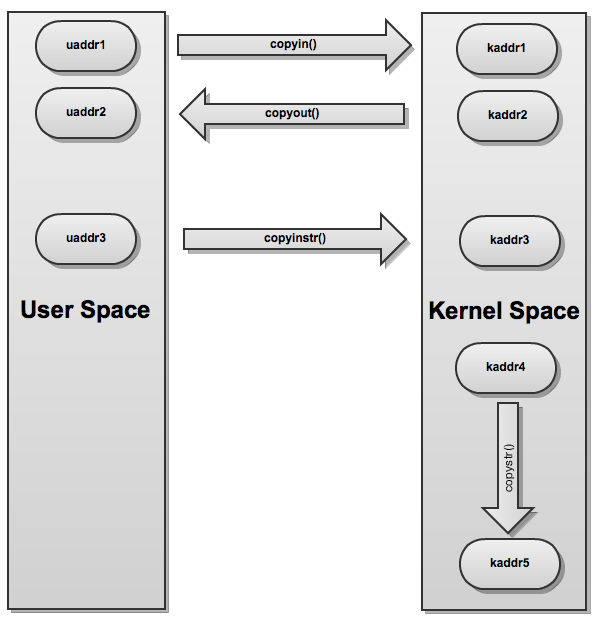 uaddr1
copyin()
kaddr1
uaddr2
copyout()
kaddr2
uaddr3
copyinstr()
kaddr3
User Space
Kernel Space
kaddr4
copystr()
kaddr5